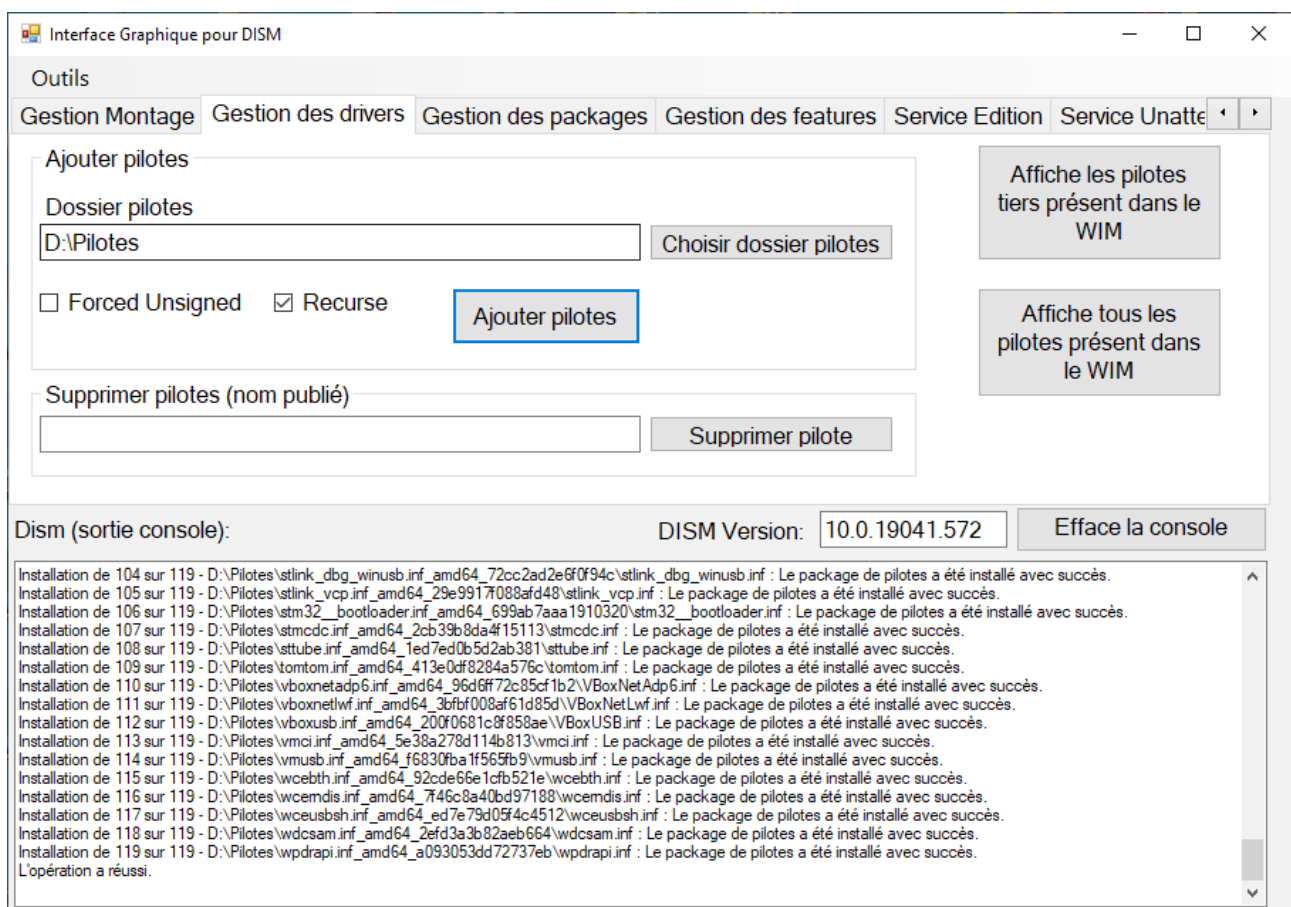 Interface Graphique pour DISM
Outils
Gestion Montage Gestion des drivers Gestion des packages Gestion des features Service Edition Service Unatte
Ajouter pilotes
Dossier pilotes
D:\Pilotes
Choisir dossier pilotes
Forced Unsigned Recurse
Ajouter pilotes
Affiche les pilotes
tiers présent dans le
WIM
Affiche tous les
pilotes présent dans
le WIM
Supprimer pilotes (nom publié)
Supprimer pilote
Dism (sortie console):
DISM Version: 10.0.19041.572
Efface la console
Installation de 104 sur 119 - D:\Pilotes\stlink_dbg_winusb.inf_amd64_72cc2ad2e6f0f94c\stlink_dbg_winusb.inf : Le package de pilotes a été installé avec succès.
Installation de 105 sur 119 - D:\Pilotes\stlink_vcp.inf_amd64_29e9917f088afd48\stlink_vcp.inf : Le package de pilotes a été installé avec succès.
Installation de 106 sur 119 - D:\Pilotes\stm32__bootloader.inf_amd64_699ab7aaa1910320\stm32__bootloader.inf : Le package de pilotes a été installé avec succès.
Installation de 107 sur 119 - D:\Pilotes\stmcdc.inf_amd64_2cb39b8da4f15113\stmcdc.inf : Le package de pilotes a été installé avec succès.
Installation de 108 sur 119 - D:\Pilotes\sttube.inf_amd64_1ed7ed0b5d2ab381\sttube.inf : Le package de pilotes a été installé avec succès.
Installation de 109 sur 119 - D:\Pilotes\tomtom.inf_amd64_413e0df8284a576c\tomtom.inf : Le package de pilotes a été installé avec succès.
Installation de 110 sur 119 - D:\Pilotes\vboxnetadp6.inf_amd64_96d6ff72c85cf1b2\VBoxNetAdp6.inf : Le package de pilotes a été installé avec succès.
Installation de 111 sur 119 - D:\Pilotes\vboxnetlwf.inf_amd64_3bfbf008af61d85d\VBoxNetLwf.inf : Le package de pilotes a été installé avec succès.
Installation de 112 sur 119 - D:\Pilotes\vboxusb.inf_amd64_200f0681c8f858ae\VBoxUSB.inf : Le package de pilotes a été installé avec succès.
Installation de 113 sur 119 - D:\Pilotes\vmci.inf_amd64_5e38a278d114b813\vmci.inf : Le package de pilotes a été installé avec succès.
Installation de 114 sur 119 - D:\Pilotes\vmusb.inf_amd64_f6830fba1f565fb9\vmusb.inf : Le package de pilotes a été installé avec succès.
Installation de 115 sur 119 - D:\Pilotes\wcebth.inf_amd64_92cde66e1cfb521e\wcebth.inf : Le package de pilotes a été installé avec succès.
Installation de 116 sur 119 - D:\Pilotes\wcemdis.inf_amd64_7f46c8a40bd97188\wcemdis.inf : Le package de pilotes a été installé avec succès.
Installation de 117 sur 119 - D:\Pilotes\wceusbsh.inf_amd64_ed7e79d05f4c4512\wceusbsh.inf : Le package de pilotes a été installé avec succès.
Installation de 118 sur 119 - D:\Pilotes\wdcsam.inf_amd64_2efd3a3b82aeb664\wdcsam.inf : Le package de pilotes a été installé avec succès.
Installation de 119 sur 119 - D:\Pilotes\wpdrapi.inf_amd64_a093053dd72737eb\wpdrapi.inf : Le package de pilotes a été installé avec succès.
L'opération a réussi.